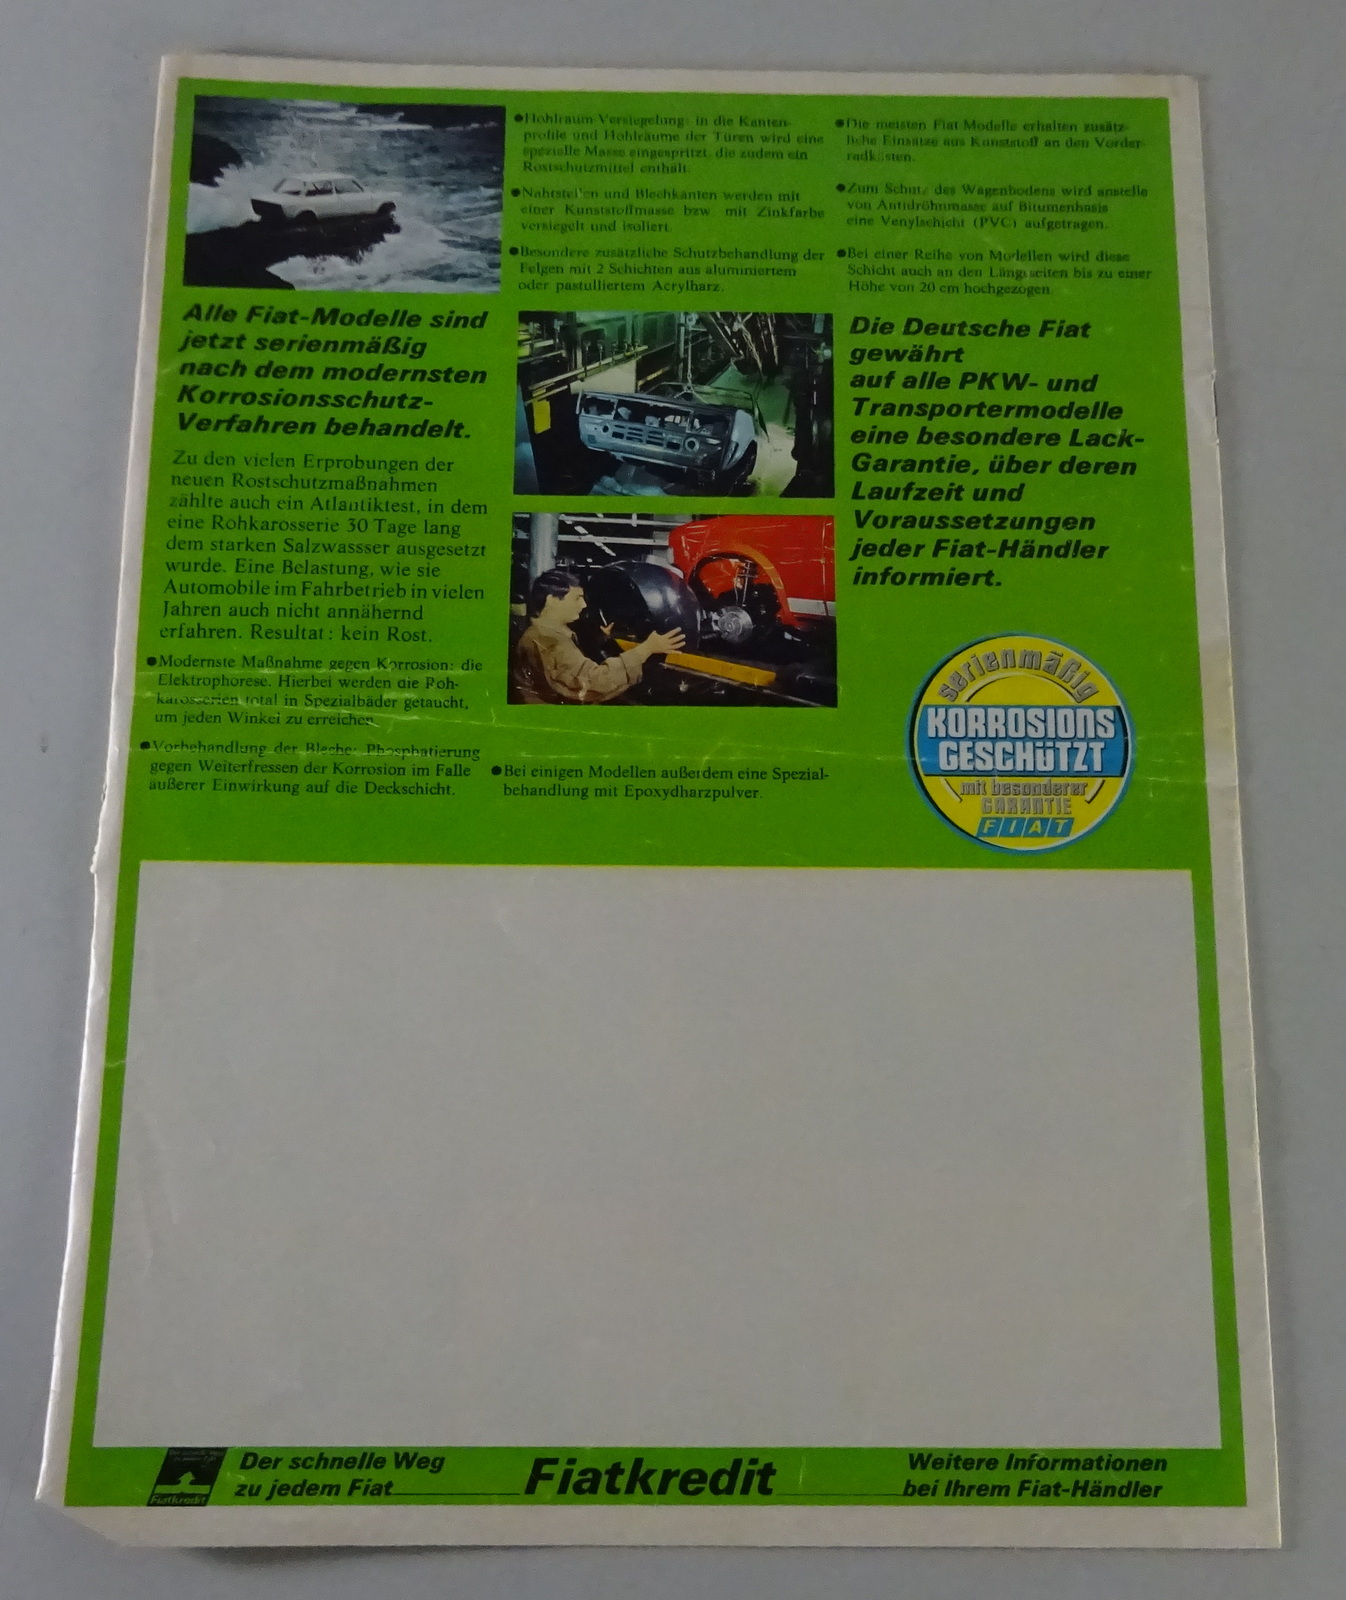 Alle Fiat-Modelle sind
jetzt serienmäßig
nach dem modernsten
Korrosionsschutz-
Verfahren behandelt.
Zu den vielen Erprobungen der
neuen Rostschutzmaßnahmen
zählte auch ein Atlantiktest, in dem
eine Rohkarosserie 30 Tage lang
dem starken Salzwassser ausgesetzt
wurde. Eine Belastung, wie sie
Automobile im Fahrbetrieb in vielen
Jahren auch nicht annähernd
erfahren. Resultat: kein Rost.
●Modernste Maßnahme gegen Korrosion: die
Elektrophorese. Hierbei werden die Roh-
karosserien total in Spezialbäder getaucht,
um jeden Winkel zu erreichen.
●Vorbehandlung der Bleche: Phosphatierung
gegen Weiterfressen der Korrosion im Falle
äußerer Einwirkung auf die Deckschicht.
●Hohlraum-Versiegelung: in die Kanten-
profile und Hohlräume der Türen wird eine
spezielle Masse eingespritzt, die zudem ein
Rostschutzmittel enthält.
●Nahtstellen und Blechkanten werden mit
einer Kunststoffmasse bzw. mit Zinkfarbe
versiegelt und isoliert.
●Besondere zusätzliche Schutzbehandlung der
Felgen mit 2 Schichten aus aluminiertem
oder pastulliertem Acrylharz.
●Bei einigen Modellen außerdem eine Spezial-
behandlung mit Epoxydharzpulver.
●Die meisten Fiat-Modelle erhalten zusätz-
liche Einsätze aus Kunststoff an den Vorder-
radkästen.
●Zum Schutz des Wagenbodens wird anstelle
von Antidröhnmasse auf Bitumenbasis
eine Venylschicht (PVC) aufgetragen.
●Bei einer Reihe von Modellen wird diese
Schicht auch an den Längsseiten bis zu einer
Höhe von 20 cm hochgezogen.
Die Deutsche Fiat
gewährt
auf alle PKW- und
Transportermodelle
eine besondere Lack-
Garantie, über deren
Laufzeit und
Voraussetzungen
jeder Fiat-Händler
informiert.
serienmäßig
KORROSIONS
GESCHÜTZT
mit besonderer
GARANTIE
FIAT
Fiatkredit
Der schnelle Weg
zu jedem Fiat
Fiatkredit
Weitere Informationen
bei Ihrem Fiat-Händler